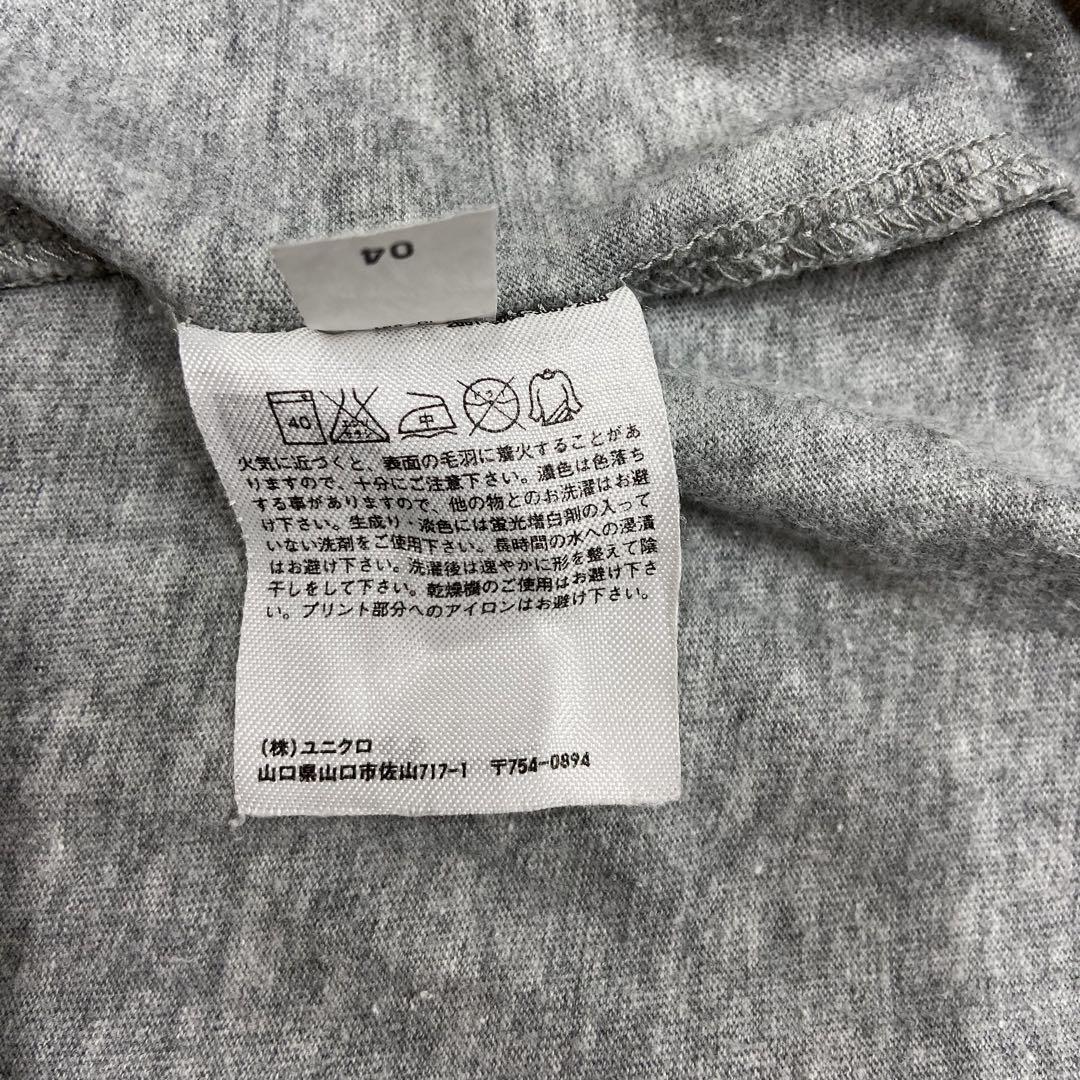 04
40 エンソ サラシ 中 ドライ
火気に近づくと、表面の毛羽に着火することがあ
りますので、十分にご注意下さい。濃色は色落ち
する事がありますので、他の物とのお洗濯はお避
け下さい。生成り・淡色には蛍光増白剤の入って
いない洗剤をご使用下さい。長時間の水への浸漬
はお避け下さい。洗濯後は速やかに形を整えて陰
干しをして下さい。乾燥機のご使用はお避け下さ
い。プリント部分へのアイロンはお避け下さい。
(株)ユニクロ
山口県山口市佐山717-1 〒754-0894